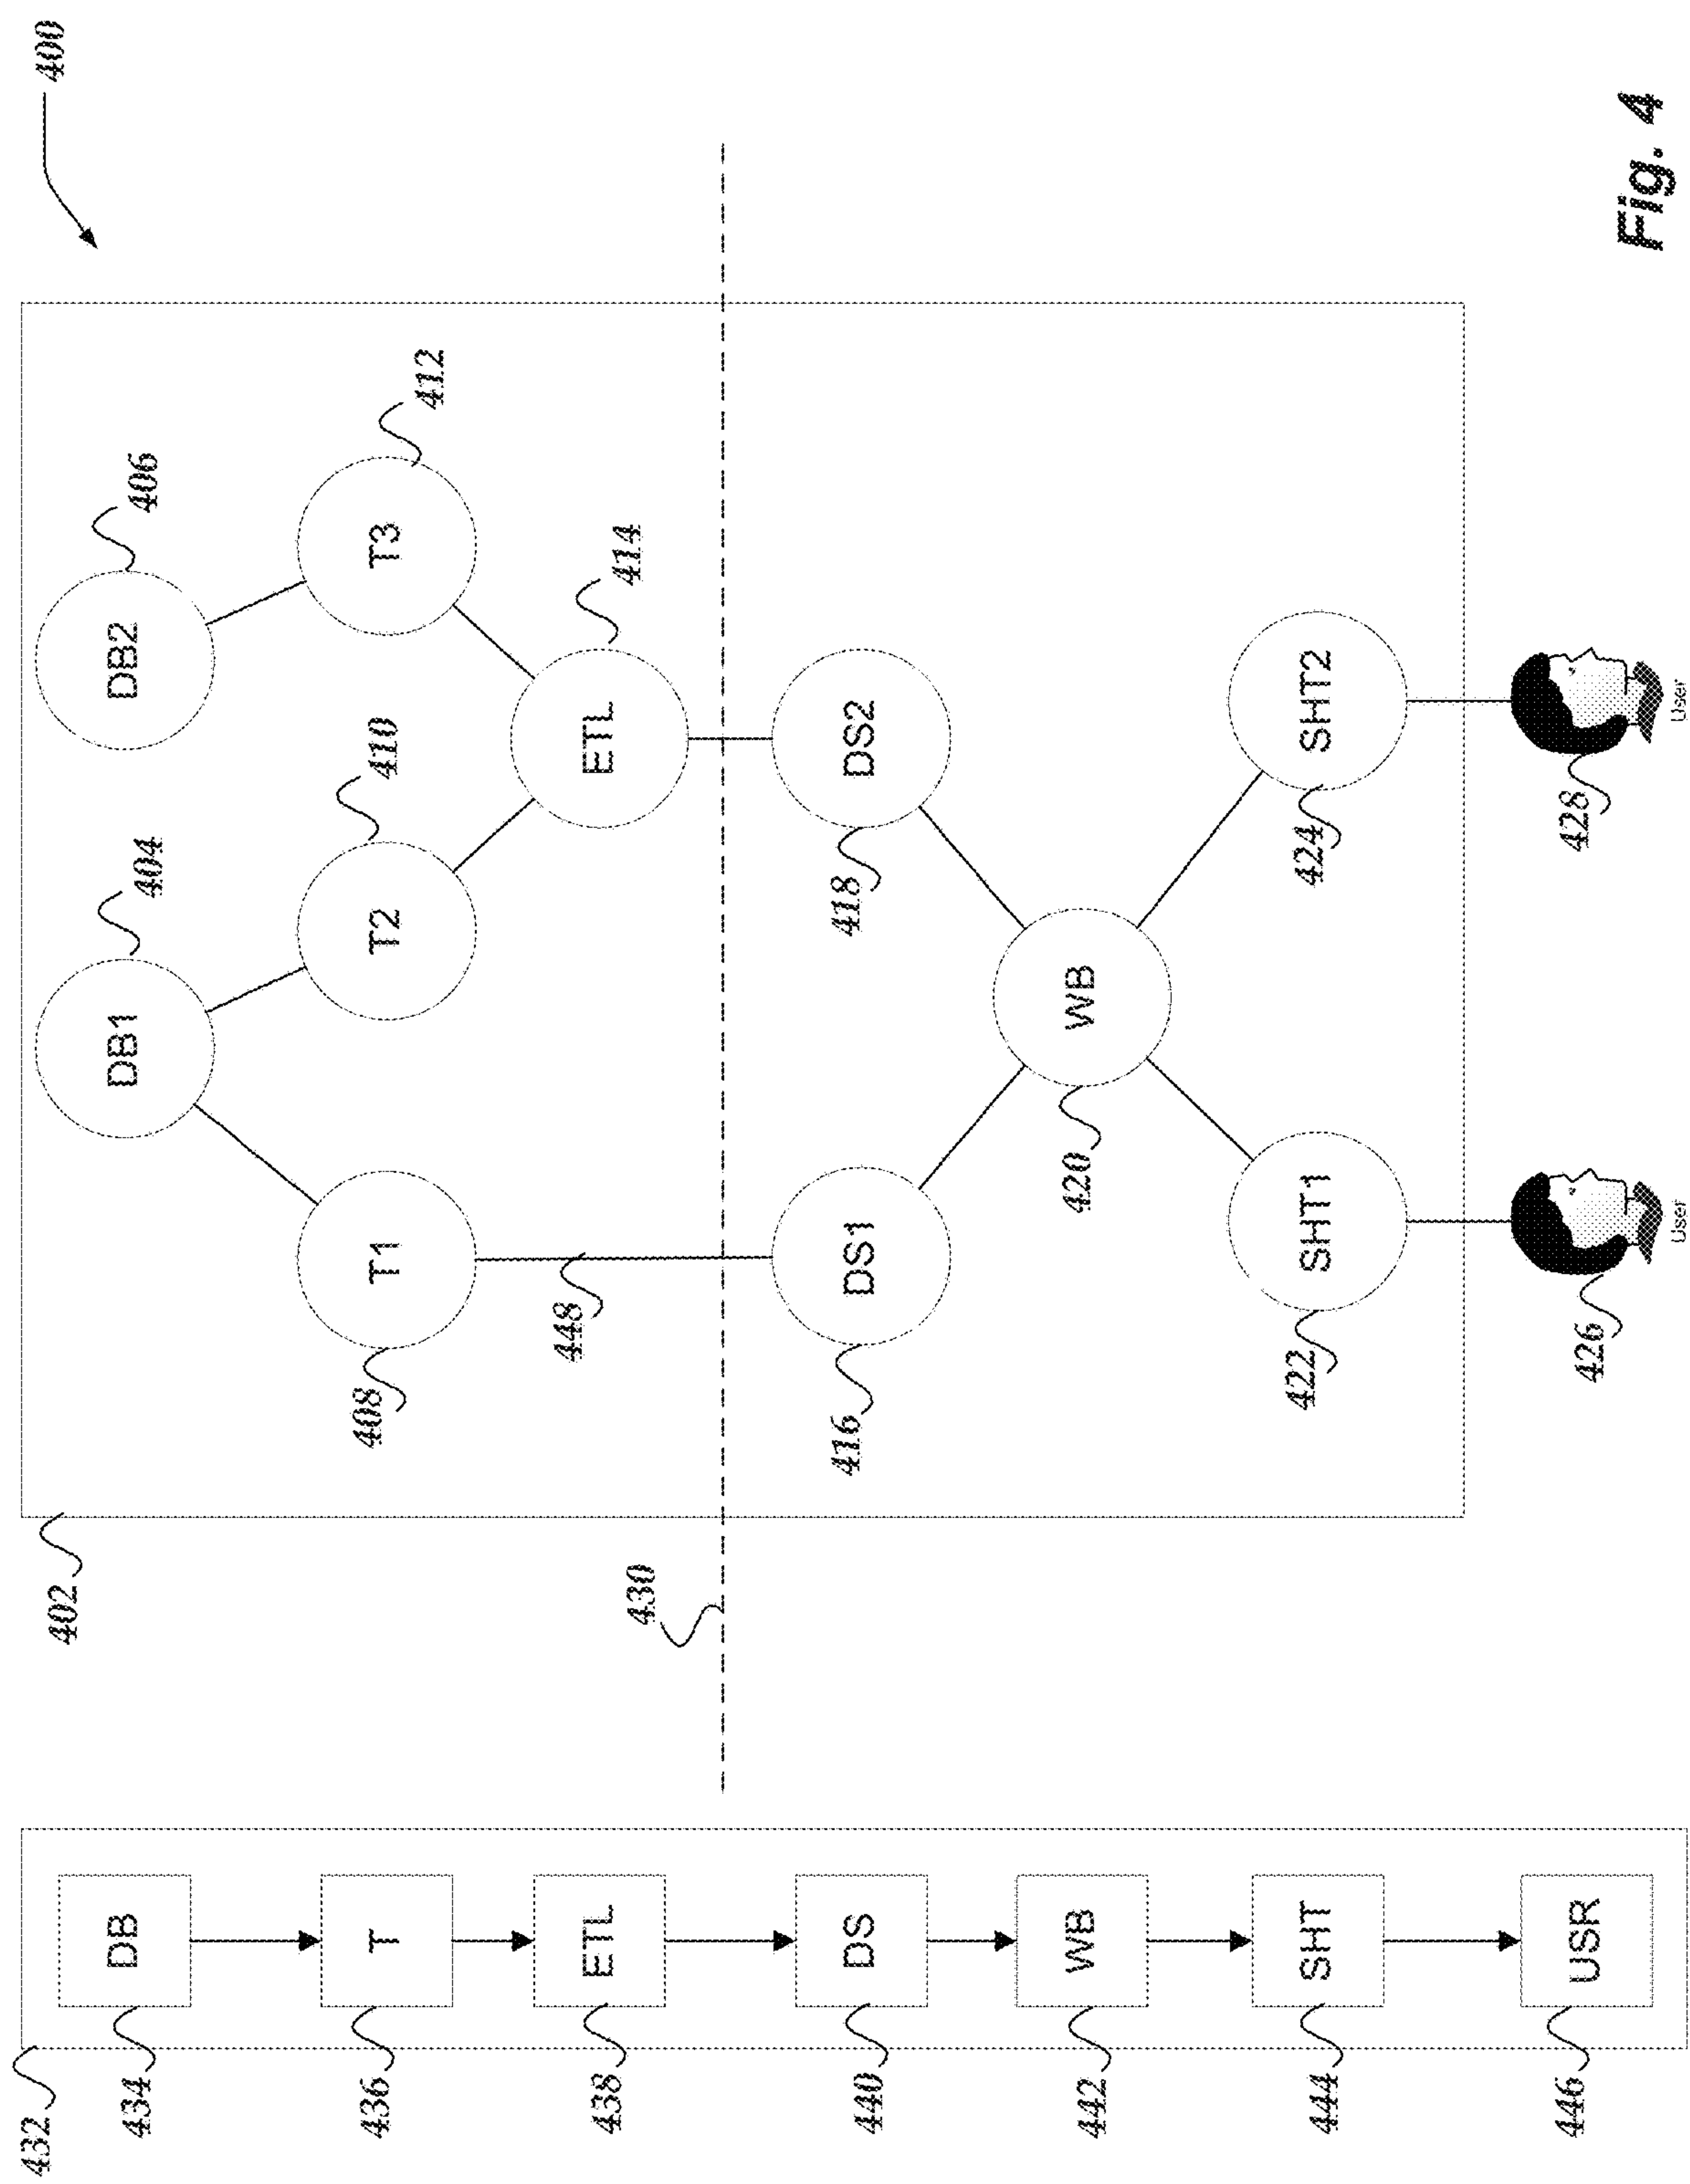 400
402
432
DB
434
DB1
404
DB2
406
T
436
T1
408
T2
410
T3
412
ETL
438
ETL
414
448
430
DS
440
DS1
416
DS2
418
WB
442
WB
420
SHT
444
SHT1
422
SHT2
424
USR
446
426
User
428
User
Fig. 4